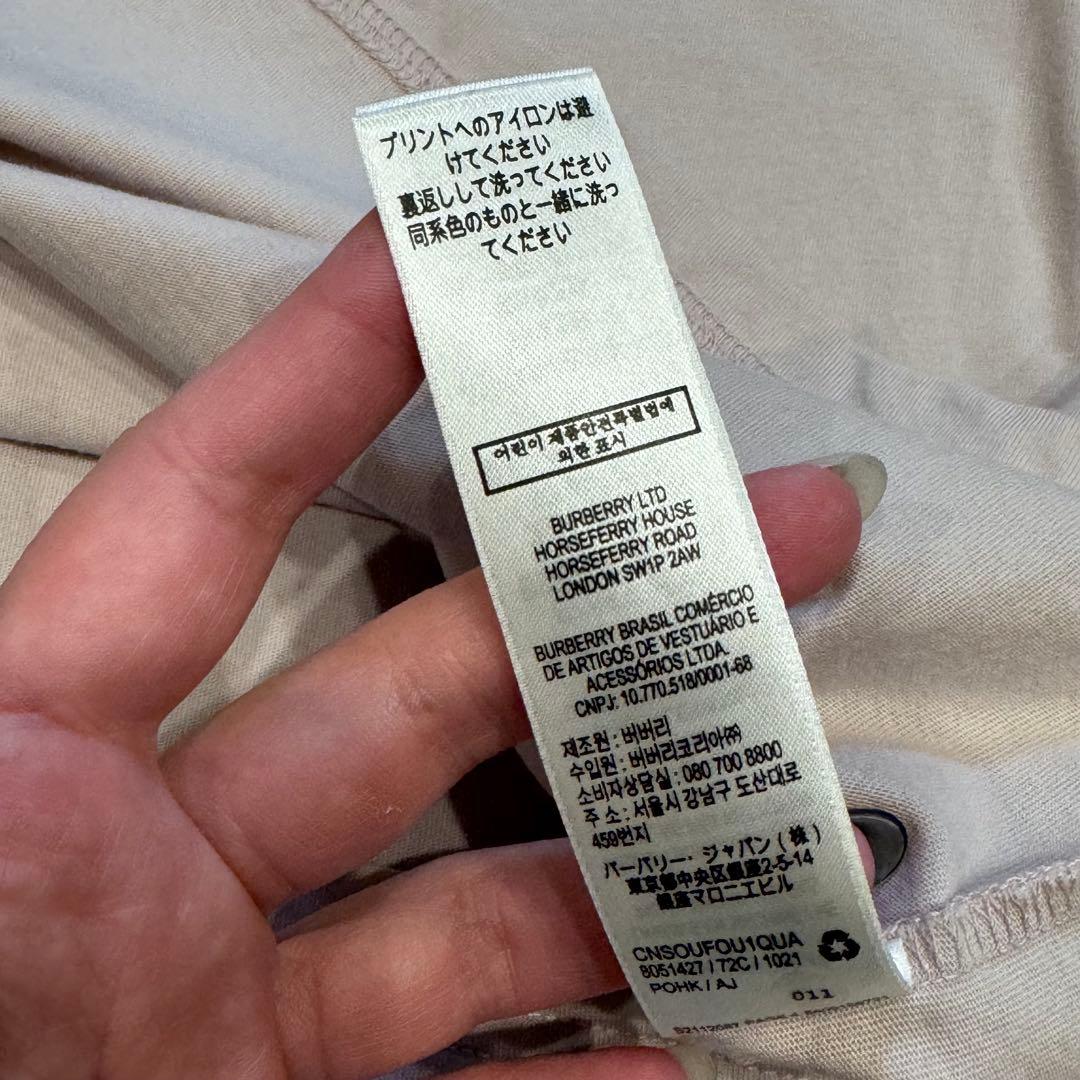 プリントへのアイロンは避
けてください
裏返しして洗ってください
同系色のものと一緒に洗っ
てください
어린이 제품안전특별법에
의한 표시
BURBERRY LTD
HORSEFERRY HOUSE
HORSEFERRY ROAD
LONDON SW1P 2AW
BURBERRY BRASIL COMÉRCIO
DE ARTIGOS DE VESTUÁRIO E
ACESSÓRIOS LTDA.
CNPJ: 10.770.518/0001-68
제조원 : 버버리
수입원 : 버버리코리아㈜
소비자상담실 : 080 700 8800
주 소 : 서울시 강남구 도산대로
459번지
バーバリー・ジャパン(株)
東京都中央区銀座2-5-14
銀座マロニエビル
CNSOUFOU1QUA
8051427 / 72C / 1021
POHK / AJ
011